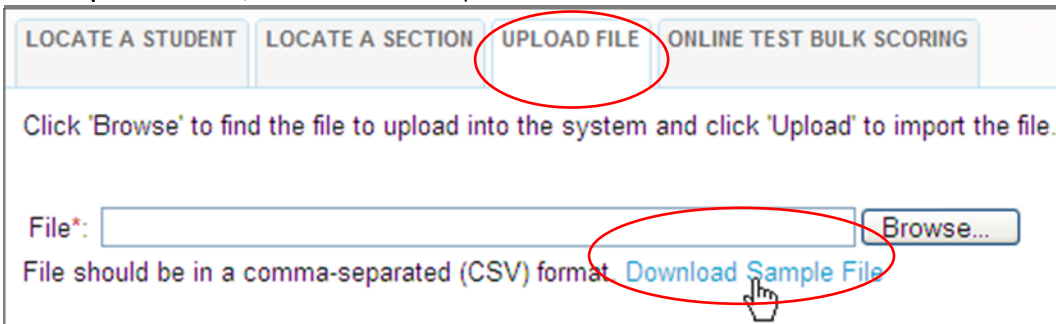 LOCATE A STUDENT LOCATE A SECTION UPLOAD FILE ONLINE TEST BULK SCORING
Click 'Browse' to find the file to upload into the system and click 'Upload' to import the file.
File*: Browse...
File should be in a comma-separated (CSV) format. Download Sample File